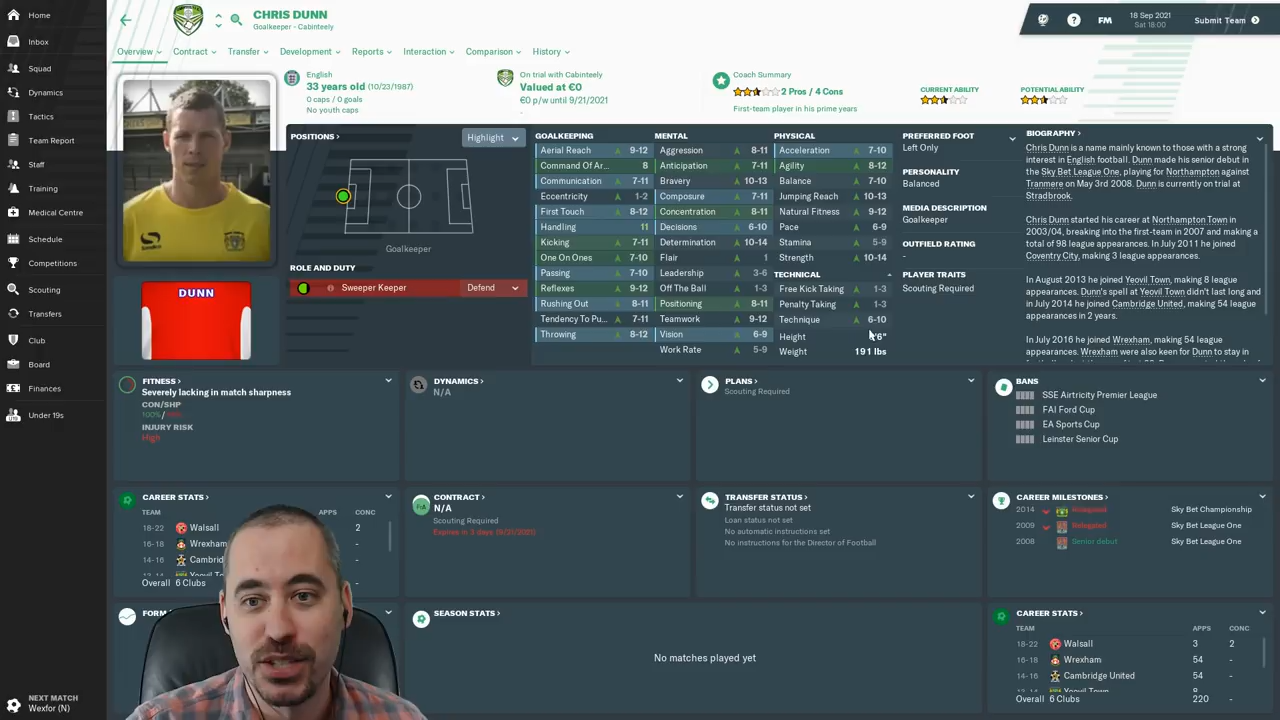 Home
Inbox
Squad
Dynamics
Tactics
Team Report
Staff
Training
Medical Centre
Schedule
Competitions
Scouting
Transfers
Club
Board
Finances
Under 19s
NEXT MATCH
Wexfor (N)
CHRIS DUNN
Goalkeeper - Cabinteely
18 Sep 2021
Sat 18:00
FM
Submit Team
Overview
Contract
Transfer
Development
Reports
Interaction
Comparison
History
English
33 years old (10/23/1987)
0 caps / 0 goals
No youth caps
On trial with Cabinteely
Valued at €0
€0 p/w until 9/21/2021
Coach Summary
2 Pros / 4 Cons
First-team player in his prime years
CURRENT ABILITY
POTENTIAL ABILITY
POSITIONS
Highlight
Goalkeeper
ROLE AND DUTY
Sweeper Keeper Defend
DUNN
GOALKEEPING
Aerial Reach 9-12
Command Of Ar... 8
Communication 7-11
Eccentricity 1-2
First Touch 8-12
Handling 11
Kicking 7-11
One On Ones 7-10
Passing 7-10
Reflexes 9-12
Rushing Out 8-11
Tendency To Pu... 7-11
Throwing 8-12
MENTAL
Aggression 8-11
Anticipation 7-11
Bravery 10-13
Composure 7-11
Concentration 8-11
Decisions 6-10
Determination 10-14
Flair 1
Leadership 3-6
Off The Ball 1-3
Positioning 8-11
Teamwork 9-12
Vision 6-9
Work Rate 5-9
PHYSICAL
Acceleration 7-10
Agility 8-12
Balance 7-10
Jumping Reach 10-13
Natural Fitness 9-12
Pace 6-9
Stamina 5-9
Strength 10-14
TECHNICAL
Free Kick Taking 1-3
Penalty Taking 1-3
Technique 6-10
Height
Weight 191 lbs
PREFERRED FOOT
Left Only
PERSONALITY
Balanced
MEDIA DESCRIPTION
Goalkeeper
OUTFIELD RATING
-
PLAYER TRAITS
Scouting Required
BIOGRAPHY
Chris Dunn is a name mainly known to those with a strong
interest in English football. Dunn made his senior debut in
the Sky Bet League One, playing for Northampton against
Tranmere on May 3rd 2008. Dunn is currently on trial at
Stradbrook.
Chris Dunn started his career at Northampton Town in
2003/04, breaking into the first-team in 2007 and making a
total of 98 league appearances. In July 2011 he joined
Coventry City, making 3 league appearances.
In August 2013 he joined Yeovil Town, making 8 league
appearances. Dunn's spell at Yeovil Town didn't last long and
in July 2014 he joined Cambridge United, making 54 league
appearances in 2 years.
In July 2016 he joined Wrexham, making 54 league
appearances. Wrexham were also keen for Dunn to stay in
FITNESS
Severely lacking in match sharpness
CON/SHP
100%/
INJURY RISK
High
DYNAMICS
N/A
PLANS
Scouting Required
BANS
SSE Airtricity Premier League
FAI Ford Cup
EA Sports Cup
Leinster Senior Cup
CAREER STATS
TEAM APPS CONC
18-22 Walsall 2
16-18 Wrexham -
14-16 Cambrid -
Overall 6 Clubs -
CONTRACT
N/A
Scouting Required
Expires in 3 days (9/21/2021)
TRANSFER STATUS
Transfer status not set
Loan status not set
No automatic instructions set
No instructions for the Director of Football
CAREER MILESTONES
2014 Relegated Sky Bet Championship
2009 Relegated Sky Bet League One
2008 Senior debut Sky Bet League One
FORM
SEASON STATS
No matches played yet
CAREER STATS
TEAM APPS CONC
18-22 Walsall 3 2
16-18 Wrexham 54 -
14-16 Cambridge United 54 -
Yeovil Town 8
Overall 6 Clubs 220 -